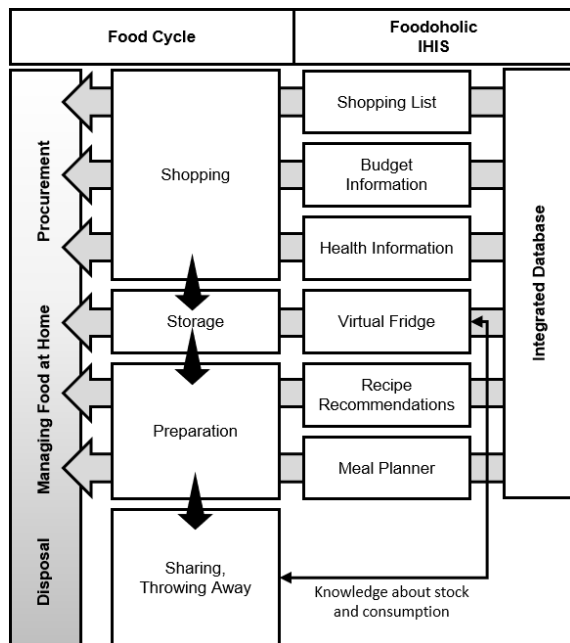 Food Cycle
Foodoholic
IHIS
Procurement
Managing Food at Home
Disposal
Shopping
Storage
Preparation
Sharing,
Throwing Away
Shopping List
Budget
Information
Health Information
Virtual Fridge
Recipe
Recommendations
Meal Planner
Knowledge about stock
and consumption
Integrated Database